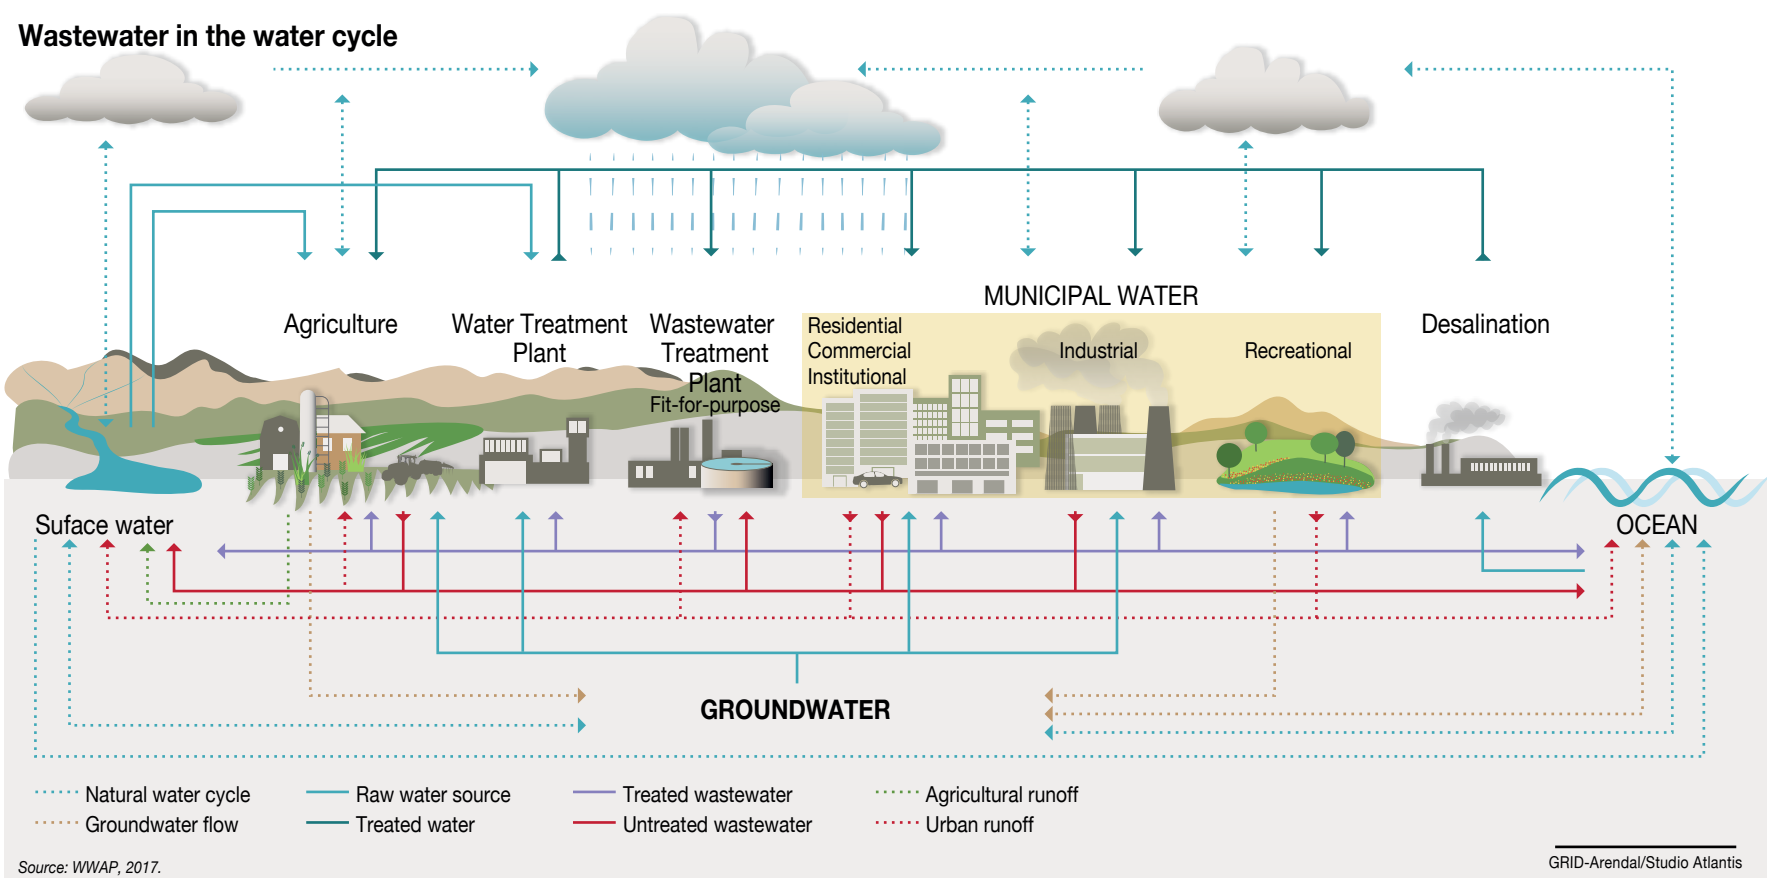 Wastewater in the water cycle
MUNICIPAL WATER
Agriculture
Water Treatment
Plant
Wastewater
Treatment
Plant
Fit-for-purpose
Residential
Commercial
Institutional
Industrial
Recreational
Desalination
Suface water
OCEAN
GROUNDWATER
Natural water cycle
Raw water source
Treated wastewater
Agricultural runoff
Groundwater flow
Treated water
Untreated wastewater
Urban runoff
Source: WWAP, 2017.
GRID-Arendal/Studio Atlantis